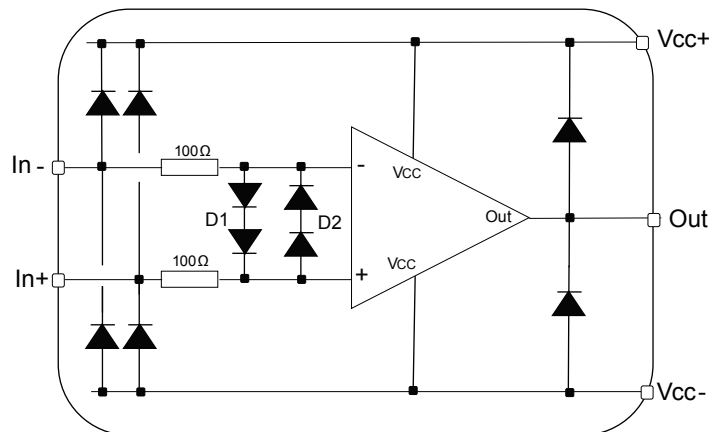 Vcc+
100Ω
In -
-
Vcc
D1
D2
Out
Out
Vcc
100Ω
In+
+
Vcc-